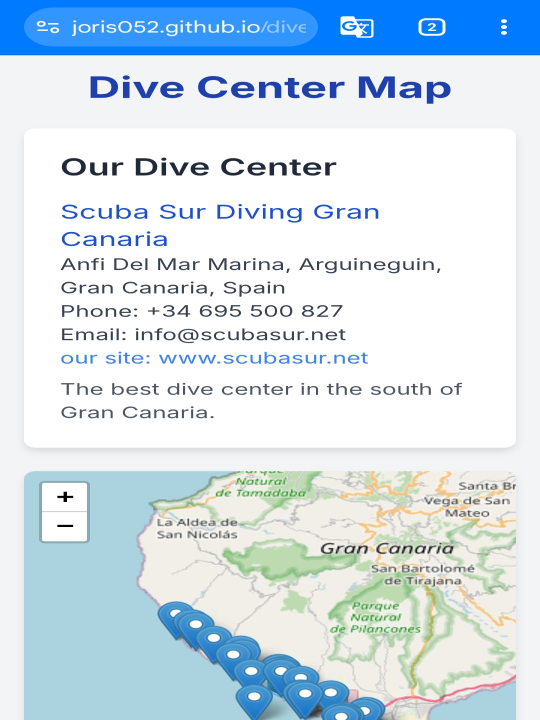 joris052.github.io/dive
2
Dive Center Map
Our Dive Center
Scuba Sur Diving Gran
Canaria
Anfi Del Mar Marina, Arguineguin,
Gran Canaria, Spain
Phone: +34 695 500 827
Email: info@scubasur.net
our site: www.scubasur.net
The best dive center in the south of
Gran Canaria.
+
−
Parque
Natural
de Tamadaba
Santa Br
Vega de San
Mateo
La Aldea de
San Nicolás
Gran Canaria
San Bartolomé
de Tirajana
Parque
Natural
de Pilancones